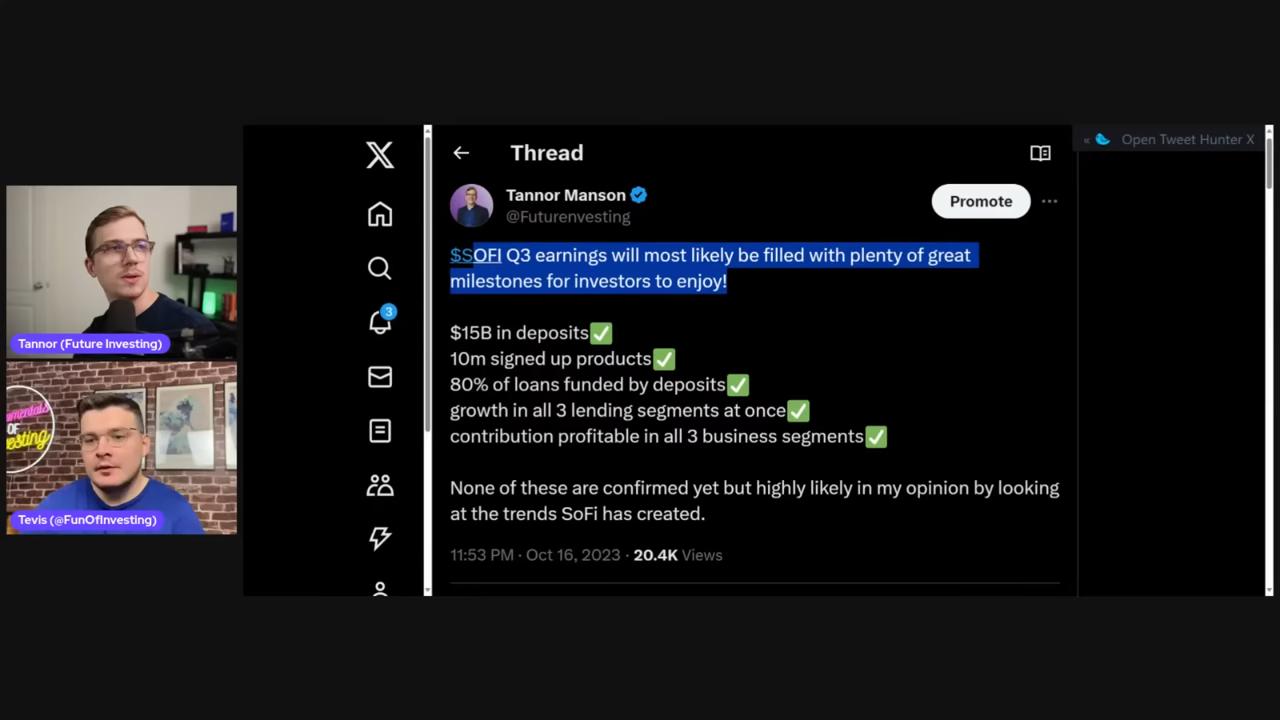 « Open Tweet Hunter X
Thread
Tannor Manson
@Futurenvesting
Promote
$SOFI Q3 earnings will most likely be filled with plenty of great
milestones for investors to enjoy!
$15B in deposits✅
10m signed up products✅
80% of loans funded by deposits✅
growth in all 3 lending segments at once✅
contribution profitable in all 3 business segments✅
None of these are confirmed yet but highly likely in my opinion by looking
at the trends SoFi has created.
11:53 PM · Oct 16, 2023 · 20.4K Views
3
Tannor (Future Investing)
OF
Tevis (@FunOfInvesting)